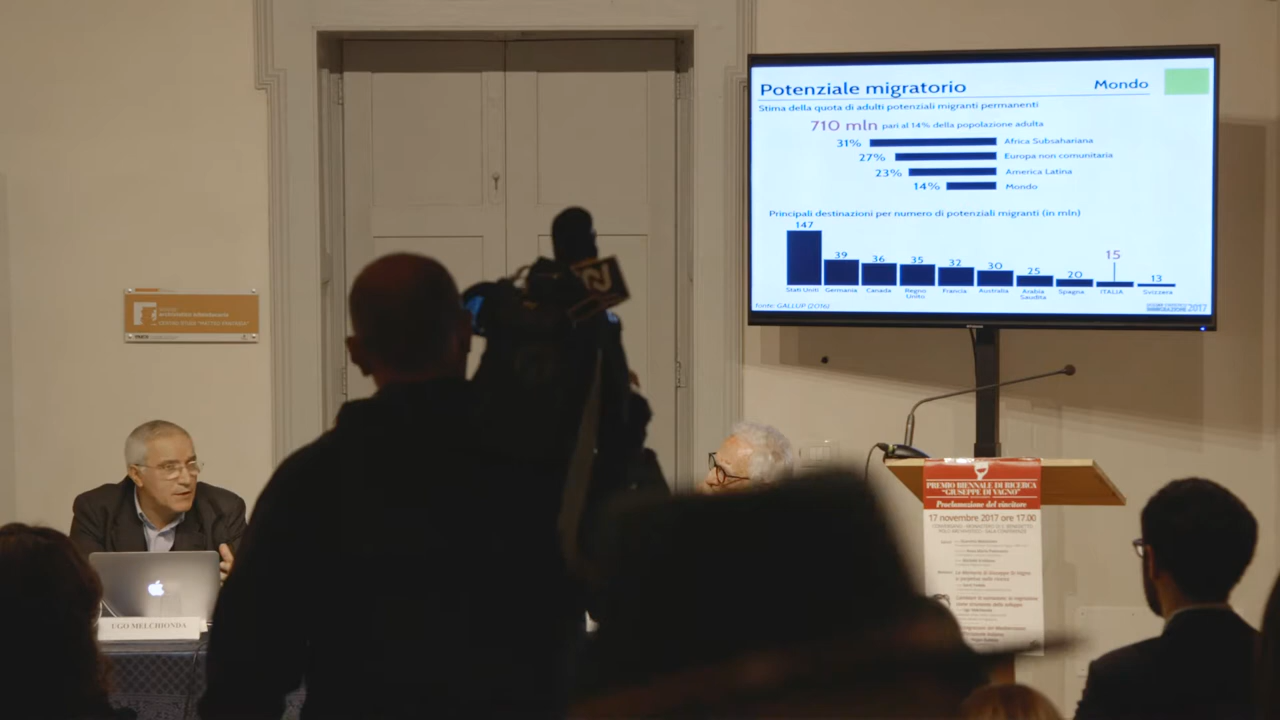 Potenziale migratorio
Mondo
Stima della quota di adulti potenziali migranti permanenti
710 mln pari al 14% della popolazione adulta
31% Africa Subsahariana
27% Europa non comunitaria
23% America Latina
14% Mondo
Principali destinazioni per numero di potenziali migranti (in mln)
147 39 36 35 32 30 25 20 15 13
Stati Uniti Germania Canada Regno Unito Francia Australia Arabia Saudita Spagna ITALIA Svizzera
fonte: GALLUP (2016)
IMMIGRAZIONE 2017
UGO MELCHIONDA
PREMIO BIENNALE DI RICERCA
"GIUSEPPE DI VAGNO"
Proclamazione del vincitore
17 novembre 2017 ore 17.00